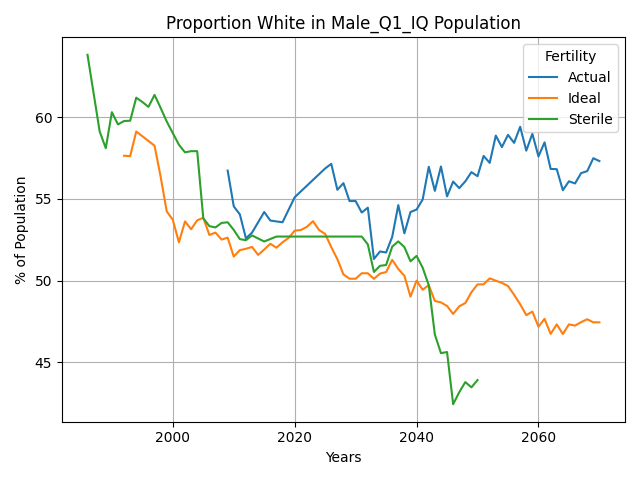 Proportion White in Male_Q1_IQ Population
Fertility
Actual
Ideal
Sterile
% of Population
60
55
50
45
2000
2020
2040
2060
Years